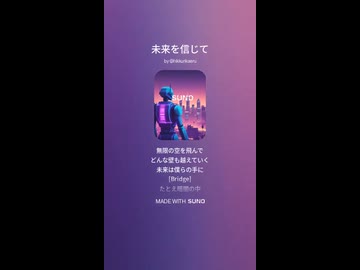 未来を信じて
SUNO
無限の空を飛んで
どんな壁も越えていく
未来は僕らの手に
[Bridge]
たとえ暗闇の中
MADE WITH SUNO